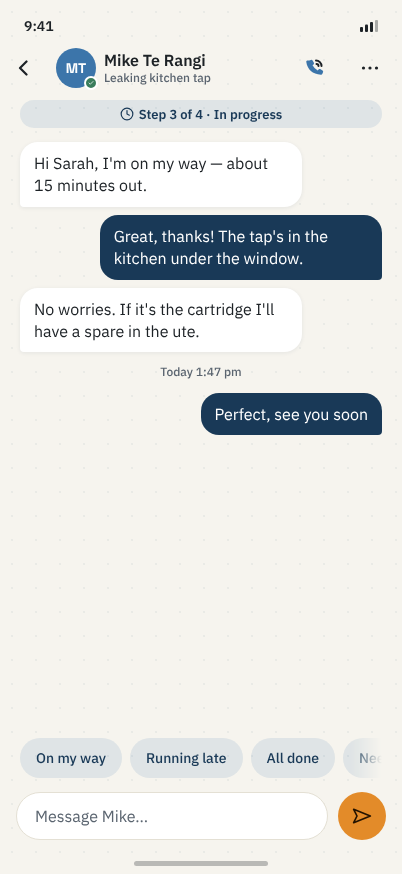 9:41
MT
Mike Te Rangi
Leaking kitchen tap
Step 3 of 4 · In progress
Hi Sarah, I'm on my way — about
15 minutes out.
Great, thanks! The tap's in the
kitchen under the window.
No worries. If it's the cartridge I'll
have a spare in the ute.
Today 1:47 pm
Perfect, see you soon
On my way
Running late
All done
Message Mike...